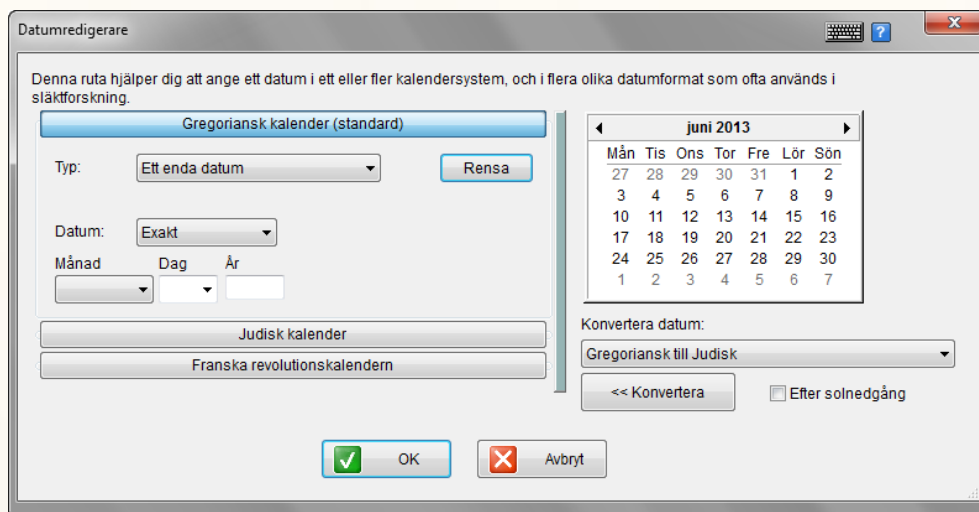 Datumredigerare
Denna ruta hjälper dig att ange ett datum i ett eller fler kalendersystem, och i flera olika datumformat som ofta används i
släktforskning.
Gregoriansk kalender (standard)
Typ:
Ett enda datum
Rensa
Datum:
Exakt
Månad
Dag
År
Judisk kalender
Franska revolutionskalendern
juni 2013
Mån Tis Ons Tor Fre Lör Sön
27 28 29 30 31 1 2
3 4 5 6 7 8 9
10 11 12 13 14 15 16
17 18 19 20 21 22 23
24 25 26 27 28 29 30
1 2 3 4 5 6 7
Konvertera datum:
Gregoriansk till Judisk
<< Konvertera
Efter solnedgång
OK
Avbryt